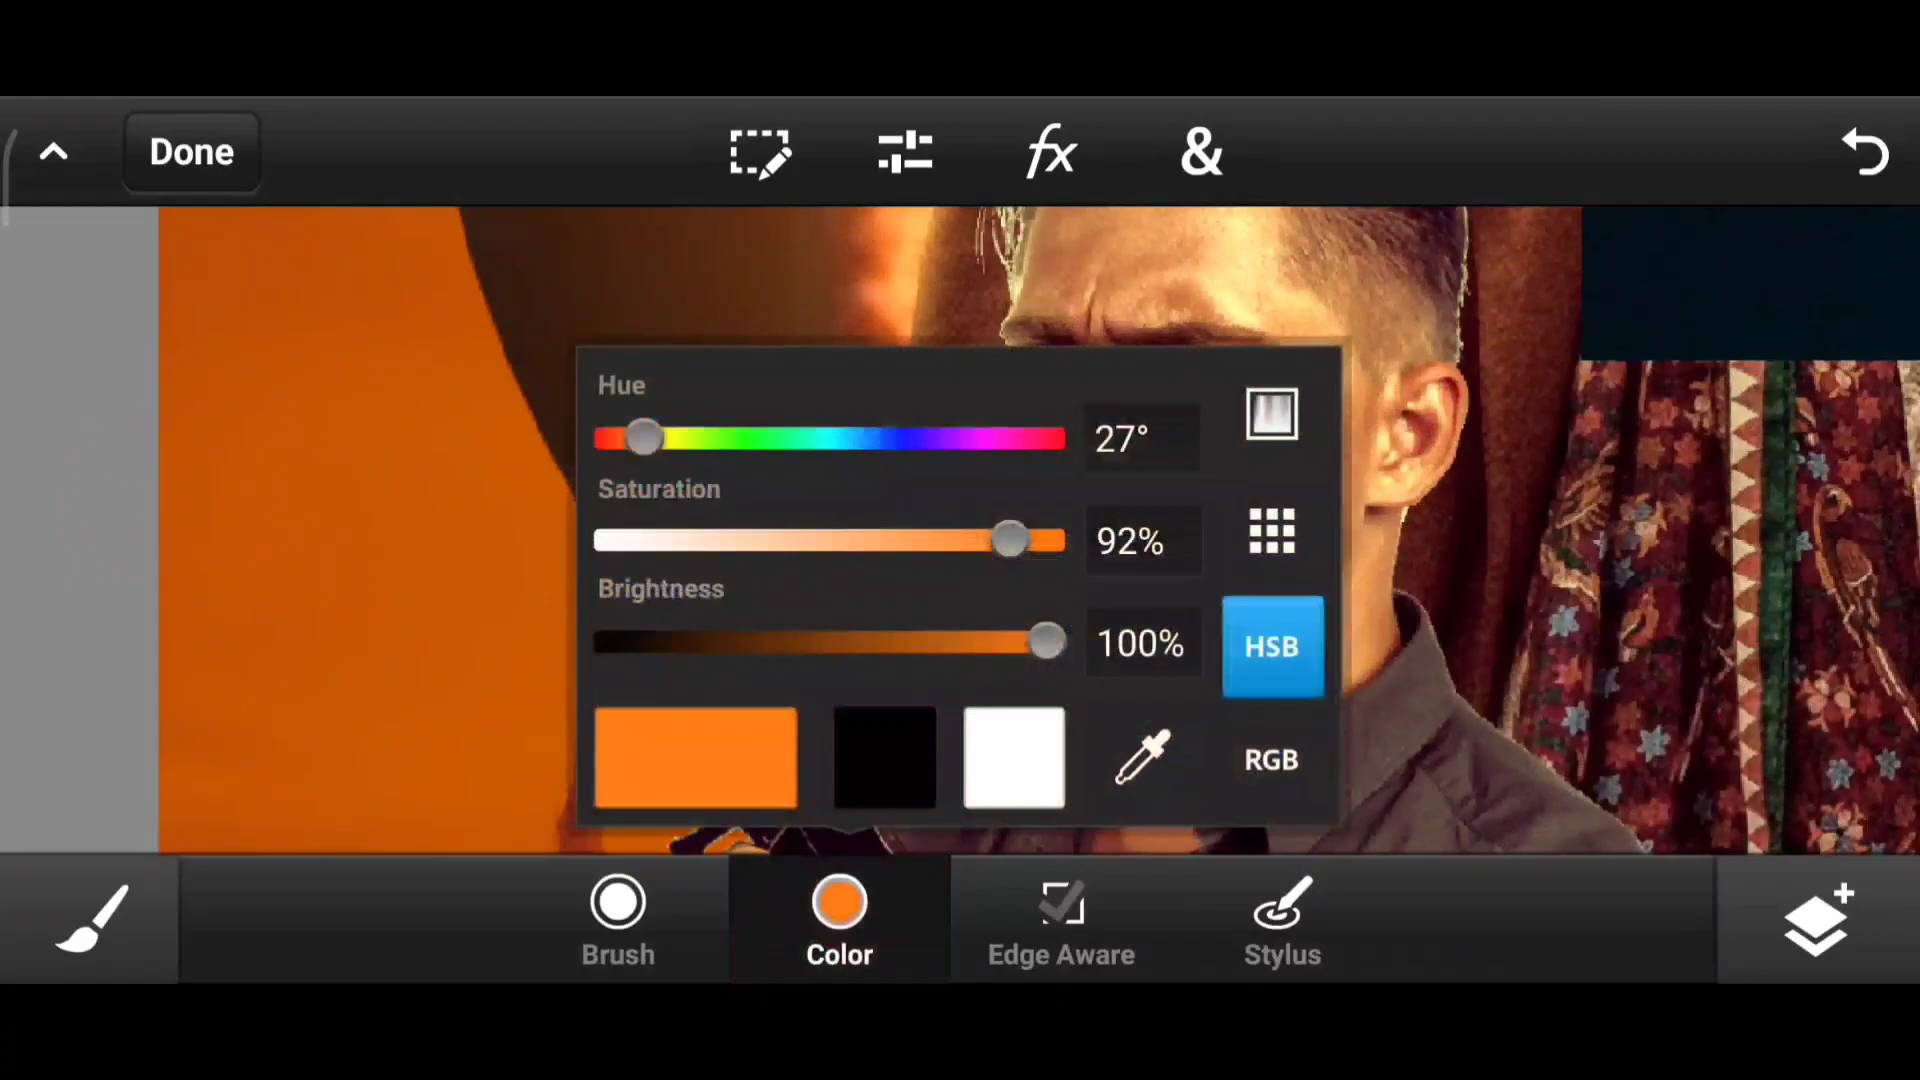 Done
fx
&
Hue
27°
Saturation
92%
Brightness
100%
HSB
RGB
Brush
Color
Edge Aware
Stylus